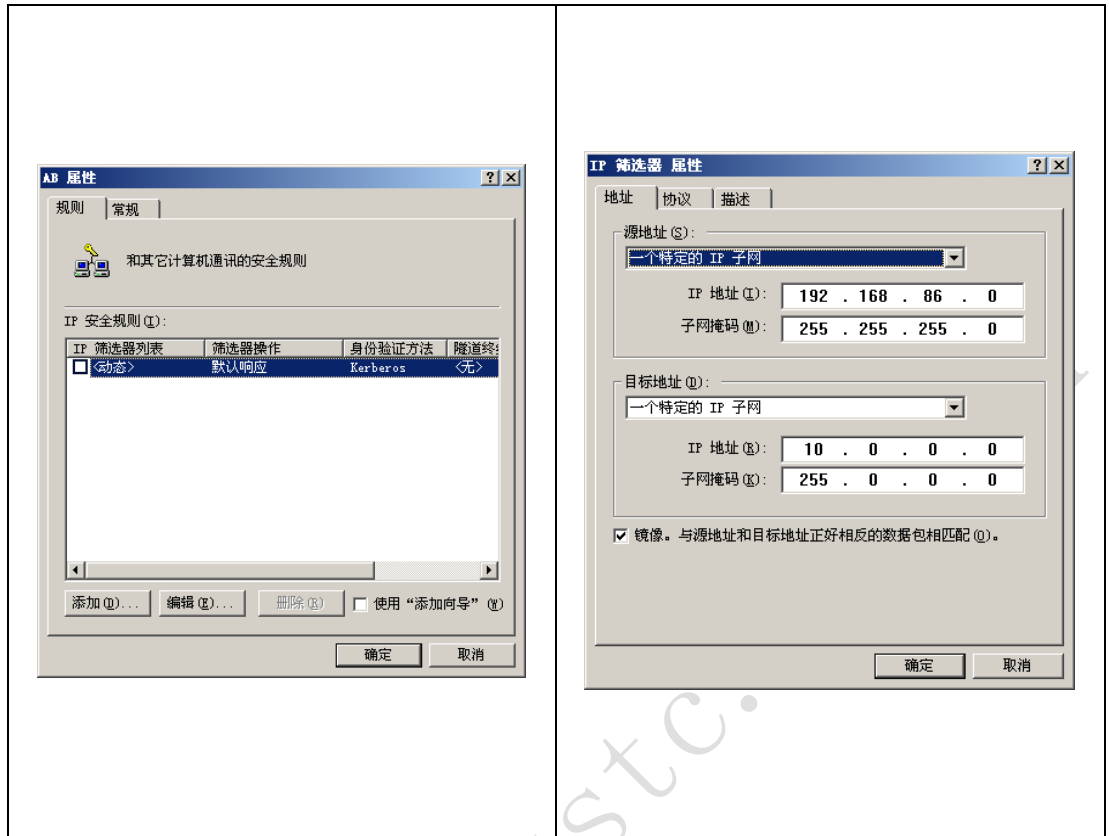 AB 属性
规则 常规
和其它计算机通讯的安全规则
IP 安全规则(I):
IP 筛选器列表 筛选器操作 身份验证方法 隧道终
<动态> 默认响应 Kerberos <无>
添加(D)... 编辑(E)... 删除(R) 使用“添加向导”(W)
确定 取消
IP 筛选器 属性
地址 协议 描述
源地址(S):
一个特定的 IP 子网
IP 地址(I): 192 . 168 . 86 . 0
子网掩码(M): 255 . 255 . 255 . 0
目标地址(D):
一个特定的 IP 子网
IP 地址(R): 10 . 0 . 0 . 0
子网掩码(K): 255 . 0 . 0 . 0
镜像。与源地址和目标地址正好相反的数据包相匹配(O)。
确定 取消
stc.